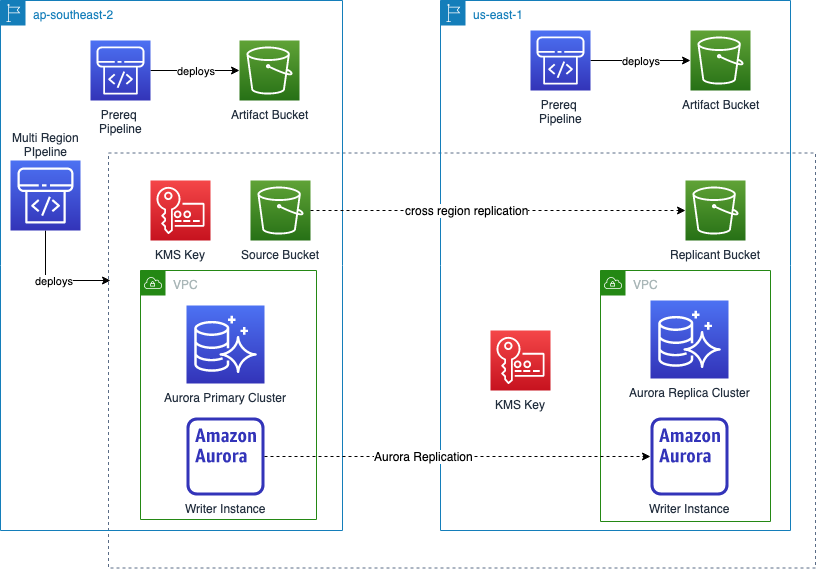 ap-southeast-2
us-east-1
deploys
deploys
Prereq
Pipeline
Artifact Bucket
Prereq
Pipeline
Artifact Bucket
Multi Region
PIpeline
cross region replication
KMS Key
Source Bucket
Replicant Bucket
deploys
VPC
VPC
Aurora Primary Cluster
Aurora Replica Cluster
KMS Key
Amazon
Aurora
Aurora Replication
Amazon
Aurora
Writer Instance
Writer Instance